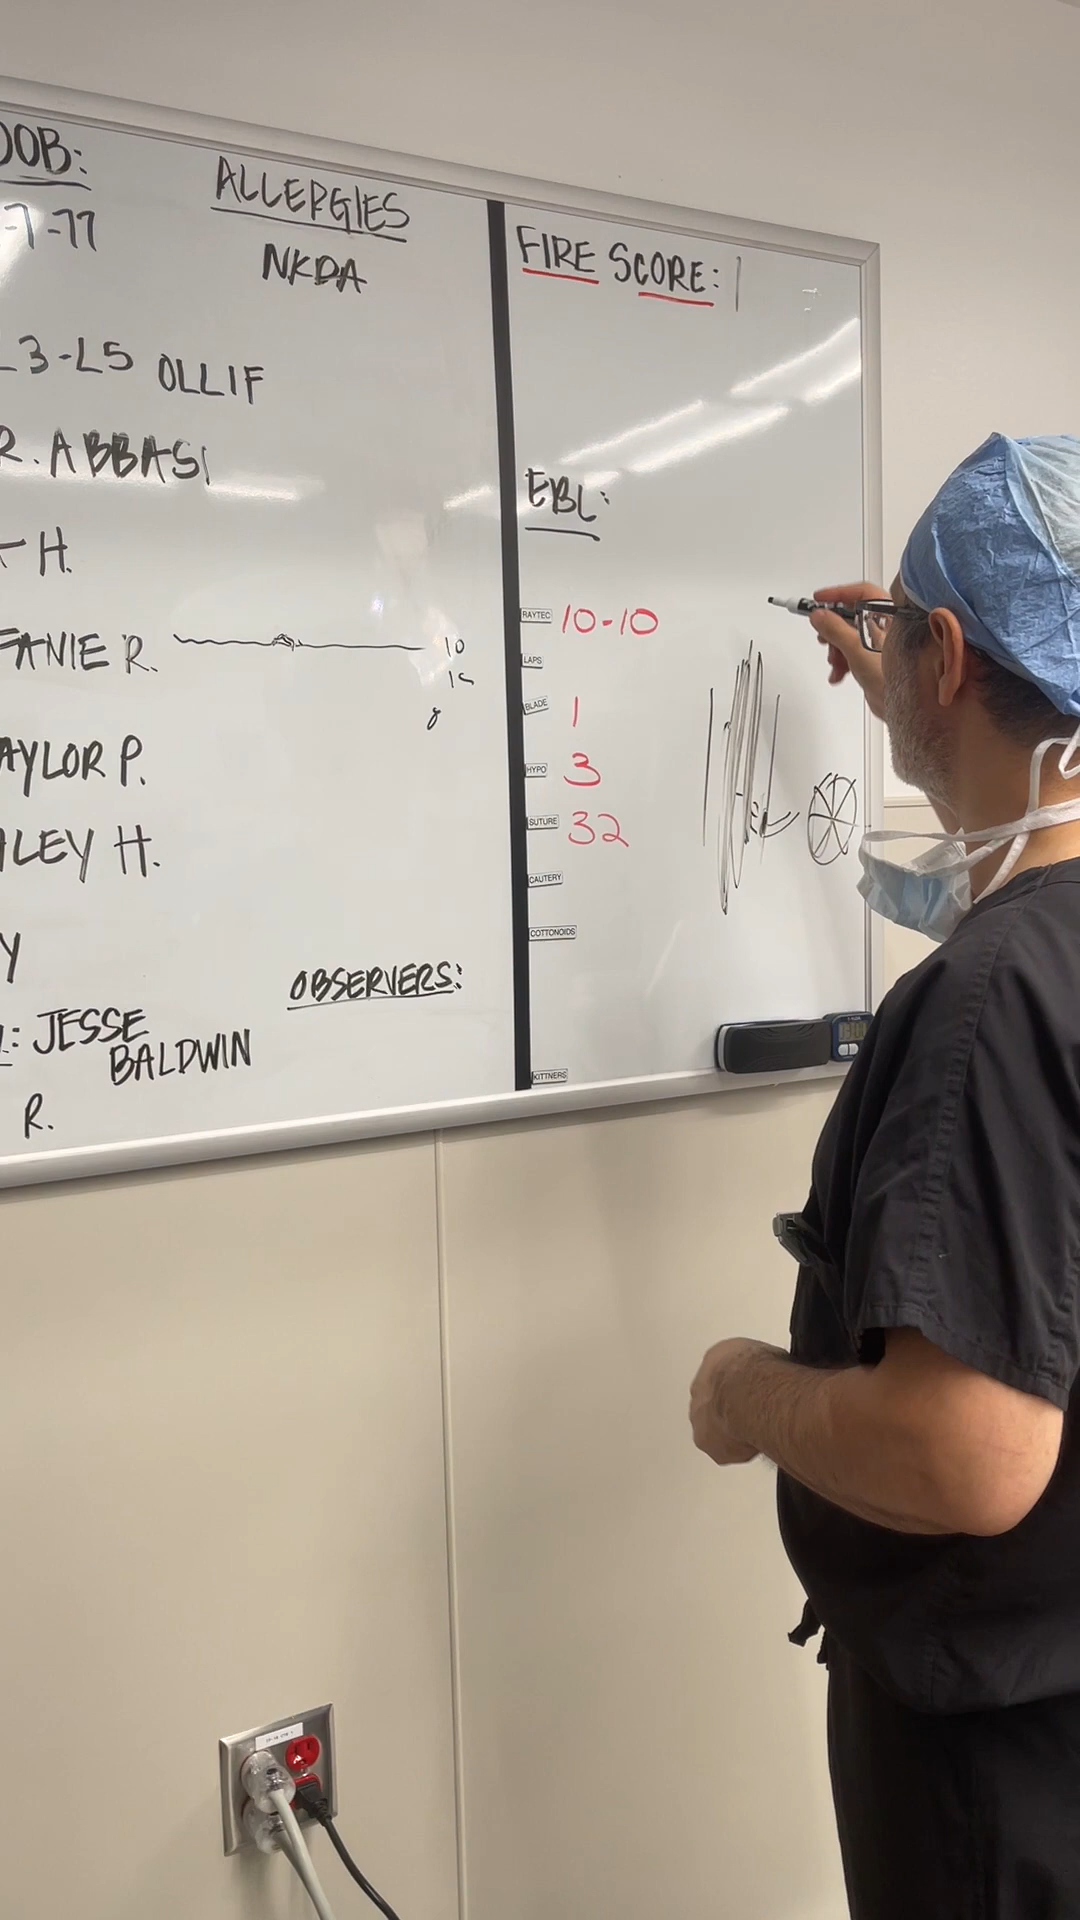 DOB:
-7-77
ALLERGIES
NKDA
L3-L5 OLLIF
R. ABBASI
H.
FANIE R.
10
AYLOR P.
LEY H.
Y
OBSERVERS:
: JESSE
BALDWIN
R.
FIRE SCORE: 1
EBL:
RAYTEC 10-10
LAPS
BLADE 1
HYPO 3
SUTURE 32
CAUTERY
COTTONOIDS
KITTNERS